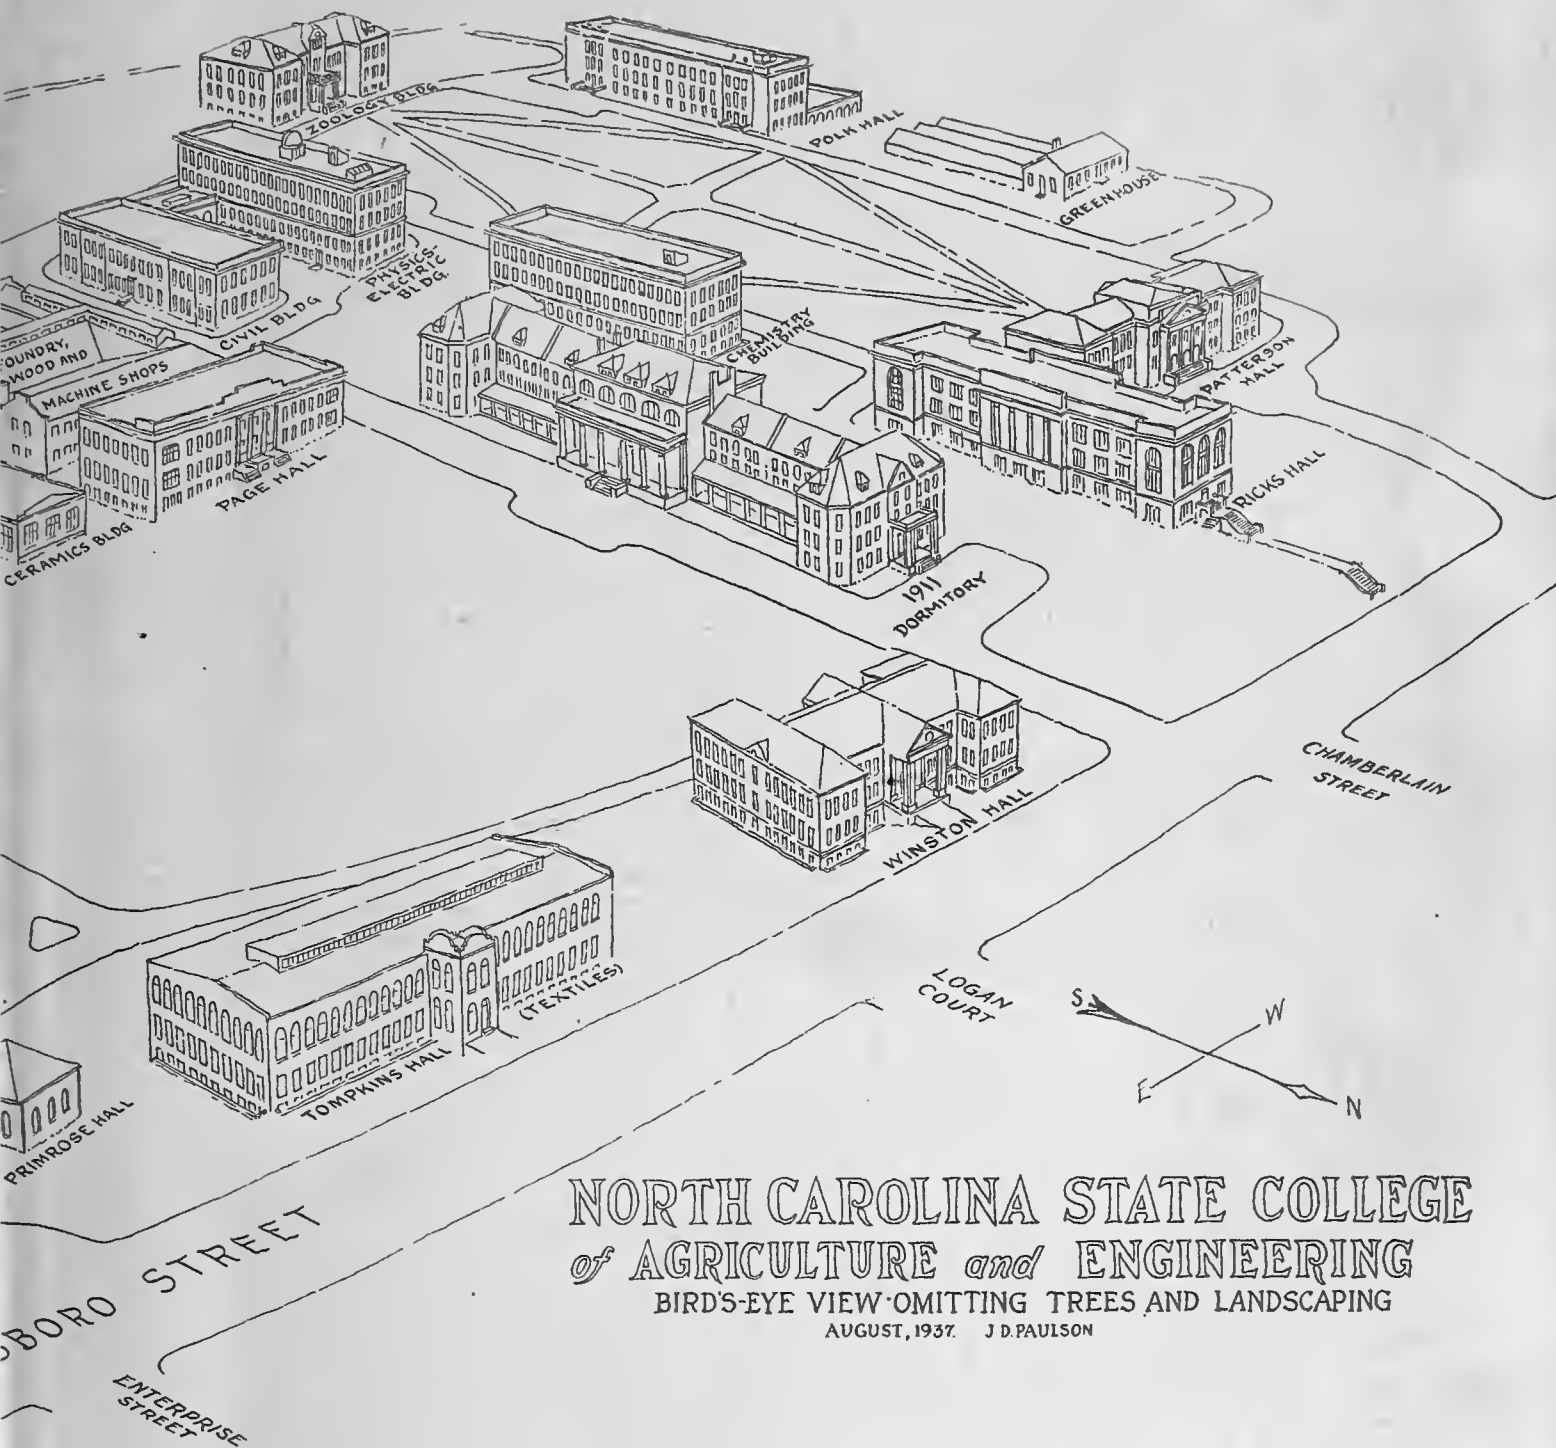 ZOOLOGY BLDG
POLK HALL
GREENHOUSE
PHYSICS-
ELECTRIC
BLDG.
CIVIL BLDG
CHEMISTRY
BUILDING
PATTERSON
HALL
OUNDRY,
WOOD AND
MACHINE SHOPS
PAGE HALL
RICKS HALL
CERAMICS BLDG
1911
DORMITORY
WINSTON HALL
CHAMBERLAIN
STREET
(TEXTILES)
TOMPKINS HALL
LOGAN
COURT
PRIMROSE HALL
S
W
E
N
BORO STREET
ENTERPRISE
STREET
NORTH CAROLINA STATE COLLEGE
of AGRICULTURE and ENGINEERING
BIRD'S-EYE VIEW·OMITTING TREES AND LANDSCAPING
AUGUST, 1937. J D. PAULSON